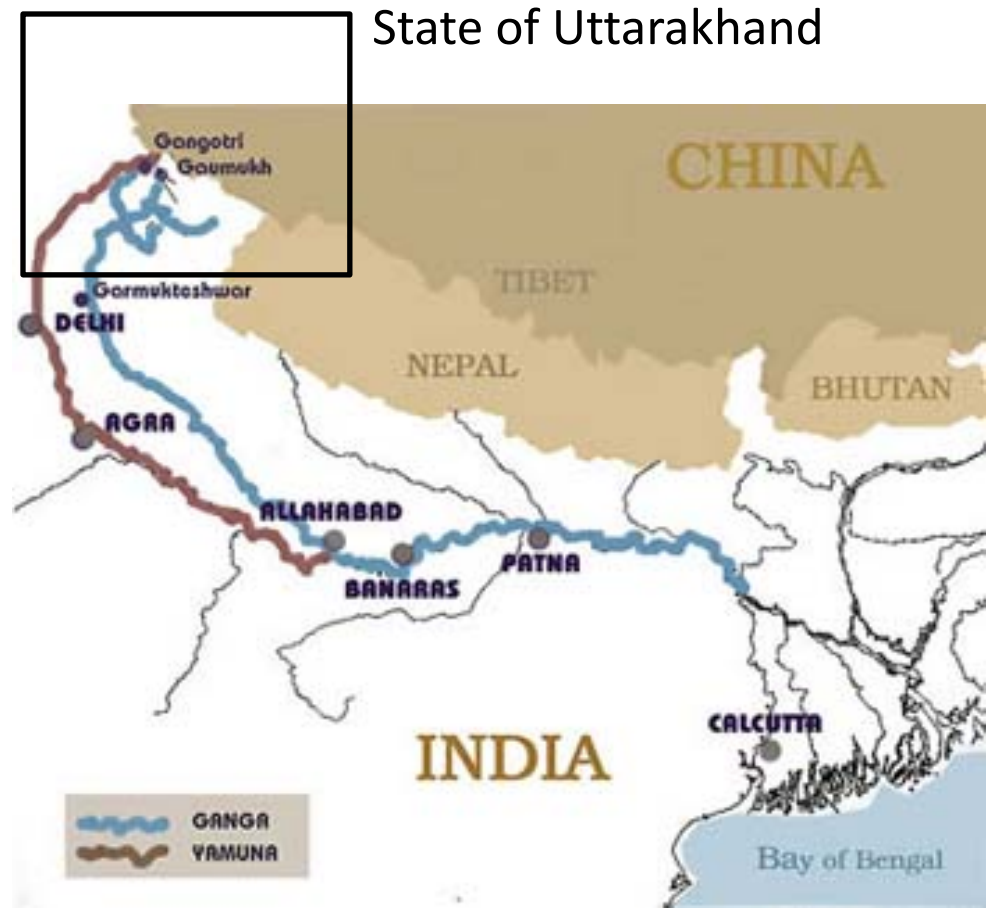 State of Uttarakhand
Gangotri
Gaumukh
CHINA
TIBET
Garmukteshwar
DELHI
NEPAL
BHUTAN
AGRA
ALLAHABAD
PATNA
BANARAS
CALCUTTA
INDIA
GANGA
YAMUNA
Bay of Bengal